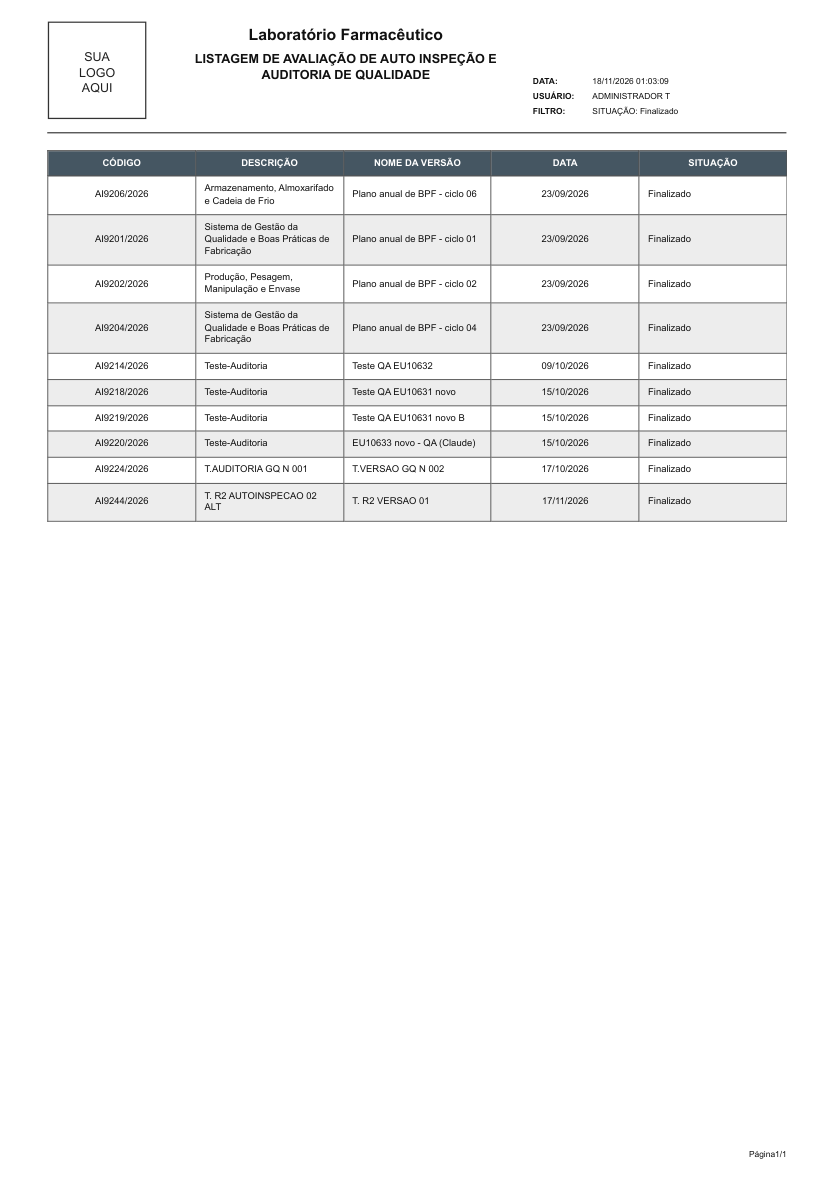 SUA
LOGO
AQUI
Laboratório Farmacêutico
LISTAGEM DE AVALIAÇÃO DE AUTO INSPEÇÃO E
AUDITORIA DE QUALIDADE
DATA: 18/11/2026 01:03:09
USUÁRIO: ADMINISTRADOR T
FILTRO: SITUAÇÃO: Finalizado
CÓDIGO DESCRIÇÃO NOME DA VERSÃO DATA SITUAÇÃO
AI9206/2026 Armazenamento, Almoxarifado
e Cadeia de Frio Plano anual de BPF - ciclo 06 23/09/2026 Finalizado
AI9201/2026 Sistema de Gestão da
Qualidade e Boas Práticas de
Fabricação Plano anual de BPF - ciclo 01 23/09/2026 Finalizado
AI9202/2026 Produção, Pesagem,
Manipulação e Envase Plano anual de BPF - ciclo 02 23/09/2026 Finalizado
AI9204/2026 Sistema de Gestão da
Qualidade e Boas Práticas de
Fabricação Plano anual de BPF - ciclo 04 23/09/2026 Finalizado
AI9214/2026 Teste-Auditoria Teste QA EU10632 09/10/2026 Finalizado
AI9218/2026 Teste-Auditoria Teste QA EU10631 novo 15/10/2026 Finalizado
AI9219/2026 Teste-Auditoria Teste QA EU10631 novo B 15/10/2026 Finalizado
AI9220/2026 Teste-Auditoria EU10633 novo - QA (Claude) 15/10/2026 Finalizado
AI9224/2026 T.AUDITORIA GQ N 001 T.VERSAO GQ N 002 17/10/2026 Finalizado
AI9244/2026 T. R2 AUTOINSPECAO 02
ALT T. R2 VERSAO 01 17/11/2026 Finalizado
Página1/1